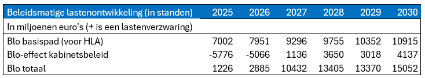 Beleidsmatige lastenontwikkeling (in standen) 2025 2026 2027 2028 2029 2030
In miljoenen euro's (+ is een lastenverzwaring)
Blo basispad (voor HLA) 7002 7951 9296 9755 10352 10915
Blo-effect kabinetsbeleid -5776 -5066 1136 3650 3018 4137
Blo totaal 1226 2885 10432 13405 13370 15052